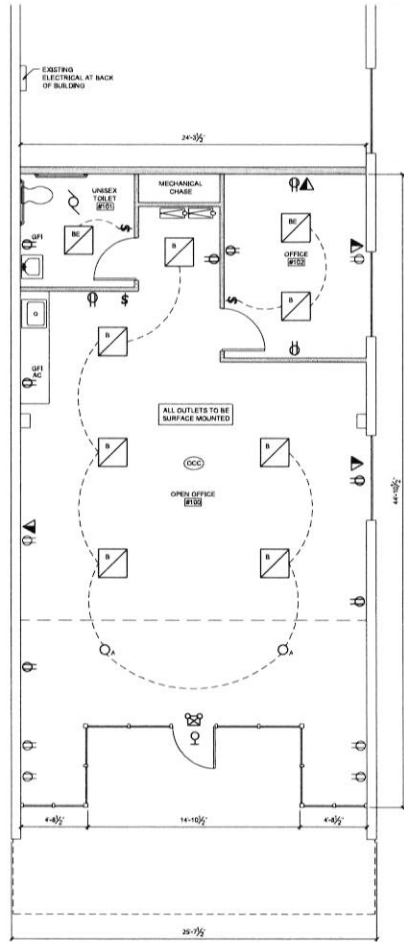 EXISTING
ELECTRICAL AT BACK
OF BUILDING
24'-3½"
MECHANICAL
CHASE
UNISEX
TOILET
#101
GFI
BE
$
B
BE
OFFICE
#102
$
B
$
G
B
GFI
AC
ALL OUTLETS TO BE
SURFACE MOUNTED
B
OCC
B
OPEN OFFICE
#100
44'-10½"
B
B
A
A
4'-8½"
14'-10½"
4'-8½"
25'-7½"